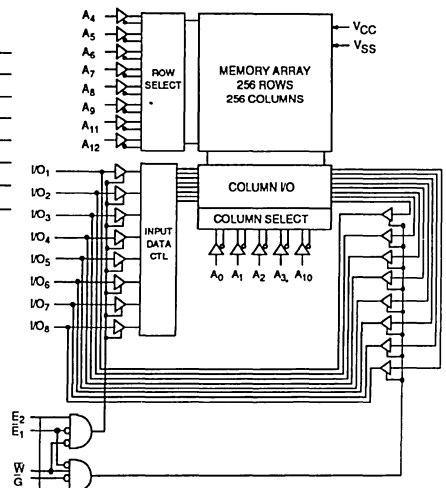 A4
A5
A6
A7
A8
A9
A11
A12
ROW SELECT
MEMORY ARRAY
256 ROWS
256 COLUMNS
VCC
VSS
I/O1
I/O2
I/O3
I/O4
I/O5
I/O6
I/O7
I/O8
INPUT
DATA
CTL
COLUMN I/O
COLUMN SELECT
A0 A1 A2 A3 A10
E2
E̅1
W̅
G̅